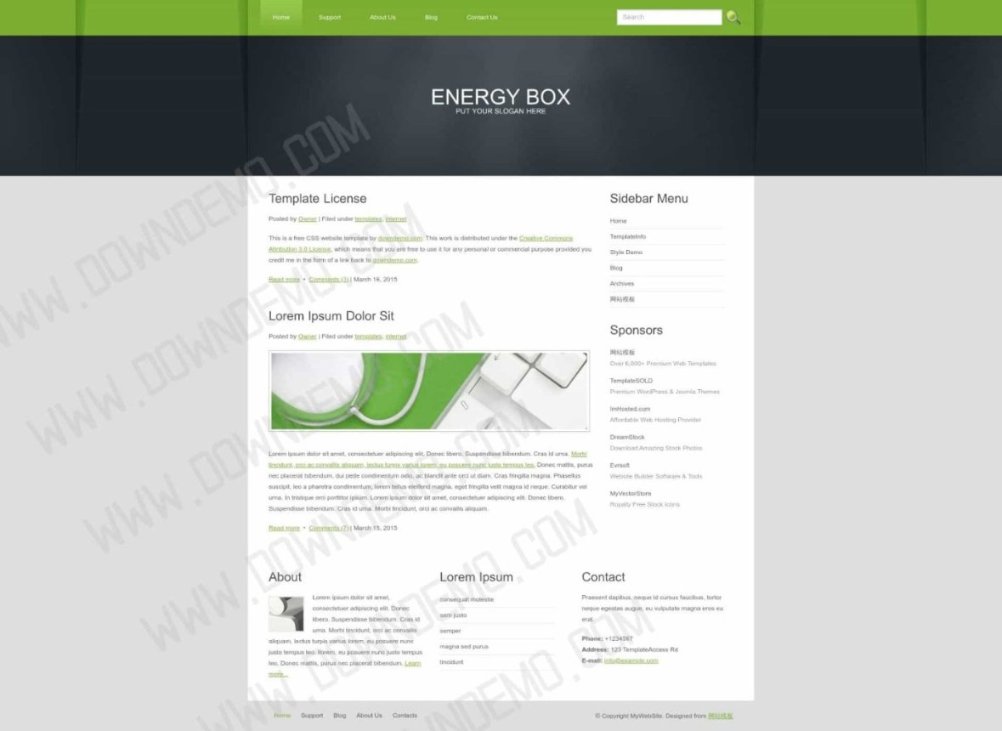 Home Support About Us Blog Contact Us Search
ENERGY BOX
PUT YOUR SLOGAN HERE
Template License
Posted by Owner | Filed under templates, internet
This is a free CSS website template by downdemo.com. This work is distributed under the Creative Commons
Attribution 3.0 License, which means that you are free to use it for any personal or commercial purpose provided you
credit me in the form of a link back to downdemo.com.
Read more • Comments (3) | March 16, 2015
Lorem Ipsum Dolor Sit
Posted by Owner | Filed under templates, internet
Lorem ipsum dolor sit amet, consectetuer adipiscing elit. Donec libero. Suspendisse bibendum. Cras id urna. Morbi
tincidunt, orci ac convallis aliquam, lectus turpis varius lorem, eu posuere nunc justo tempus leo. Donec mattis, purus
nec placerat bibendum, dui pede condimentum odio, ac blandit ante orci ut diam. Cras fringilla magna. Phasellus
suscipit, leo a pharetra condimentum, lorem tellus eleifend magna, eget fringilla velit magna id neque. Curabitur vel
urna. In tristique orci porttitor ipsum. Lorem ipsum dolor sit amet, consectetuer adipiscing elit. Donec libero.
Suspendisse bibendum. Cras id urna. Morbi tincidunt, orci ac convallis aliquam.
Read more • Comments (7) | March 15, 2015
Sidebar Menu
Home
TemplateInfo
Style Demo
Blog
Archives
网站模板
Sponsors
网站模板
Over 6,000+ Premium Web Templates
TemplateSOLD
Premium WordPress & Joomla Themes
ImHosted.com
Affordable Web Hosting Provider
DreamStock
Download Amazing Stock Photos
Evrsoft
Website Builder Software & Tools
MyVectorStore
Royalty Free Stock Icons
About
Lorem ipsum dolor sit amet,
consectetuer adipiscing elit. Donec
libero. Suspendisse bibendum. Cras id
urna. Morbi tincidunt, orci ac convallis
aliquam, lectus turpis varius lorem, eu posuere nunc
justo tempus leo. lorem, eu posuere nunc justo tempus
leo. Donec mattis, purus nec placerat bibendum. Learn
more...
Lorem Ipsum
consequat molestie
sem justo
semper
magna sed purus
tincidunt
Contact
Praesent dapibus, neque id cursus faucibus, tortor
neque egestas augue, eu vulputate magna eros eu
erat.
Phone: +1234567
Address: 123 TemplateAccess Rd
E-mail: info@example.com
Home Support Blog About Us Contacts
© Copyright MyWebSite. Designed from 网站模板
WWW.DOWNDEMO.COM
WWW.DOWNDEMO.COM
WWW.DOWNDEMO.COM
WWW.DOWNDEMO.COM
WWW.DOWNDEMO.COM